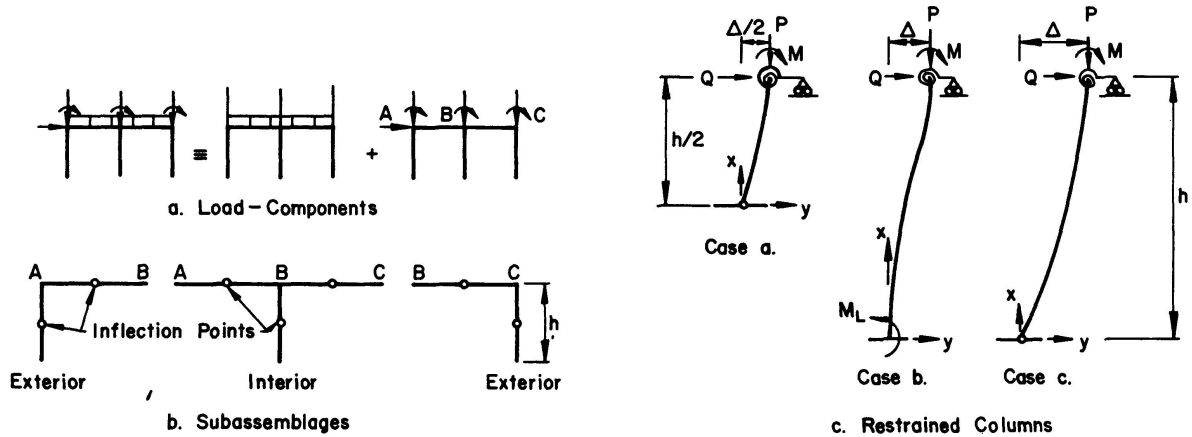 A B C
≡ +
a. Load-Components
A B A B C B C
Inflection Points
h
Exterior Interior Exterior
b. Subassemblages
Δ/2 P
M
Q
h/2
x
y
Case a.
Δ P
M
Q
x
M_L
y
Case b.
Δ P
M
Q
h
x
y
Case c.
c. Restrained Columns